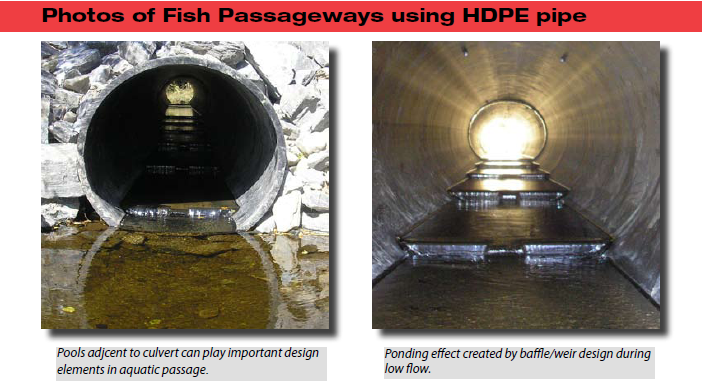 Photos of Fish Passageways using HDPE pipe
Pools adjcent to culvert can play important design
elements in aquatic passage.
Ponding effect created by baffle/weir design during
low flow.